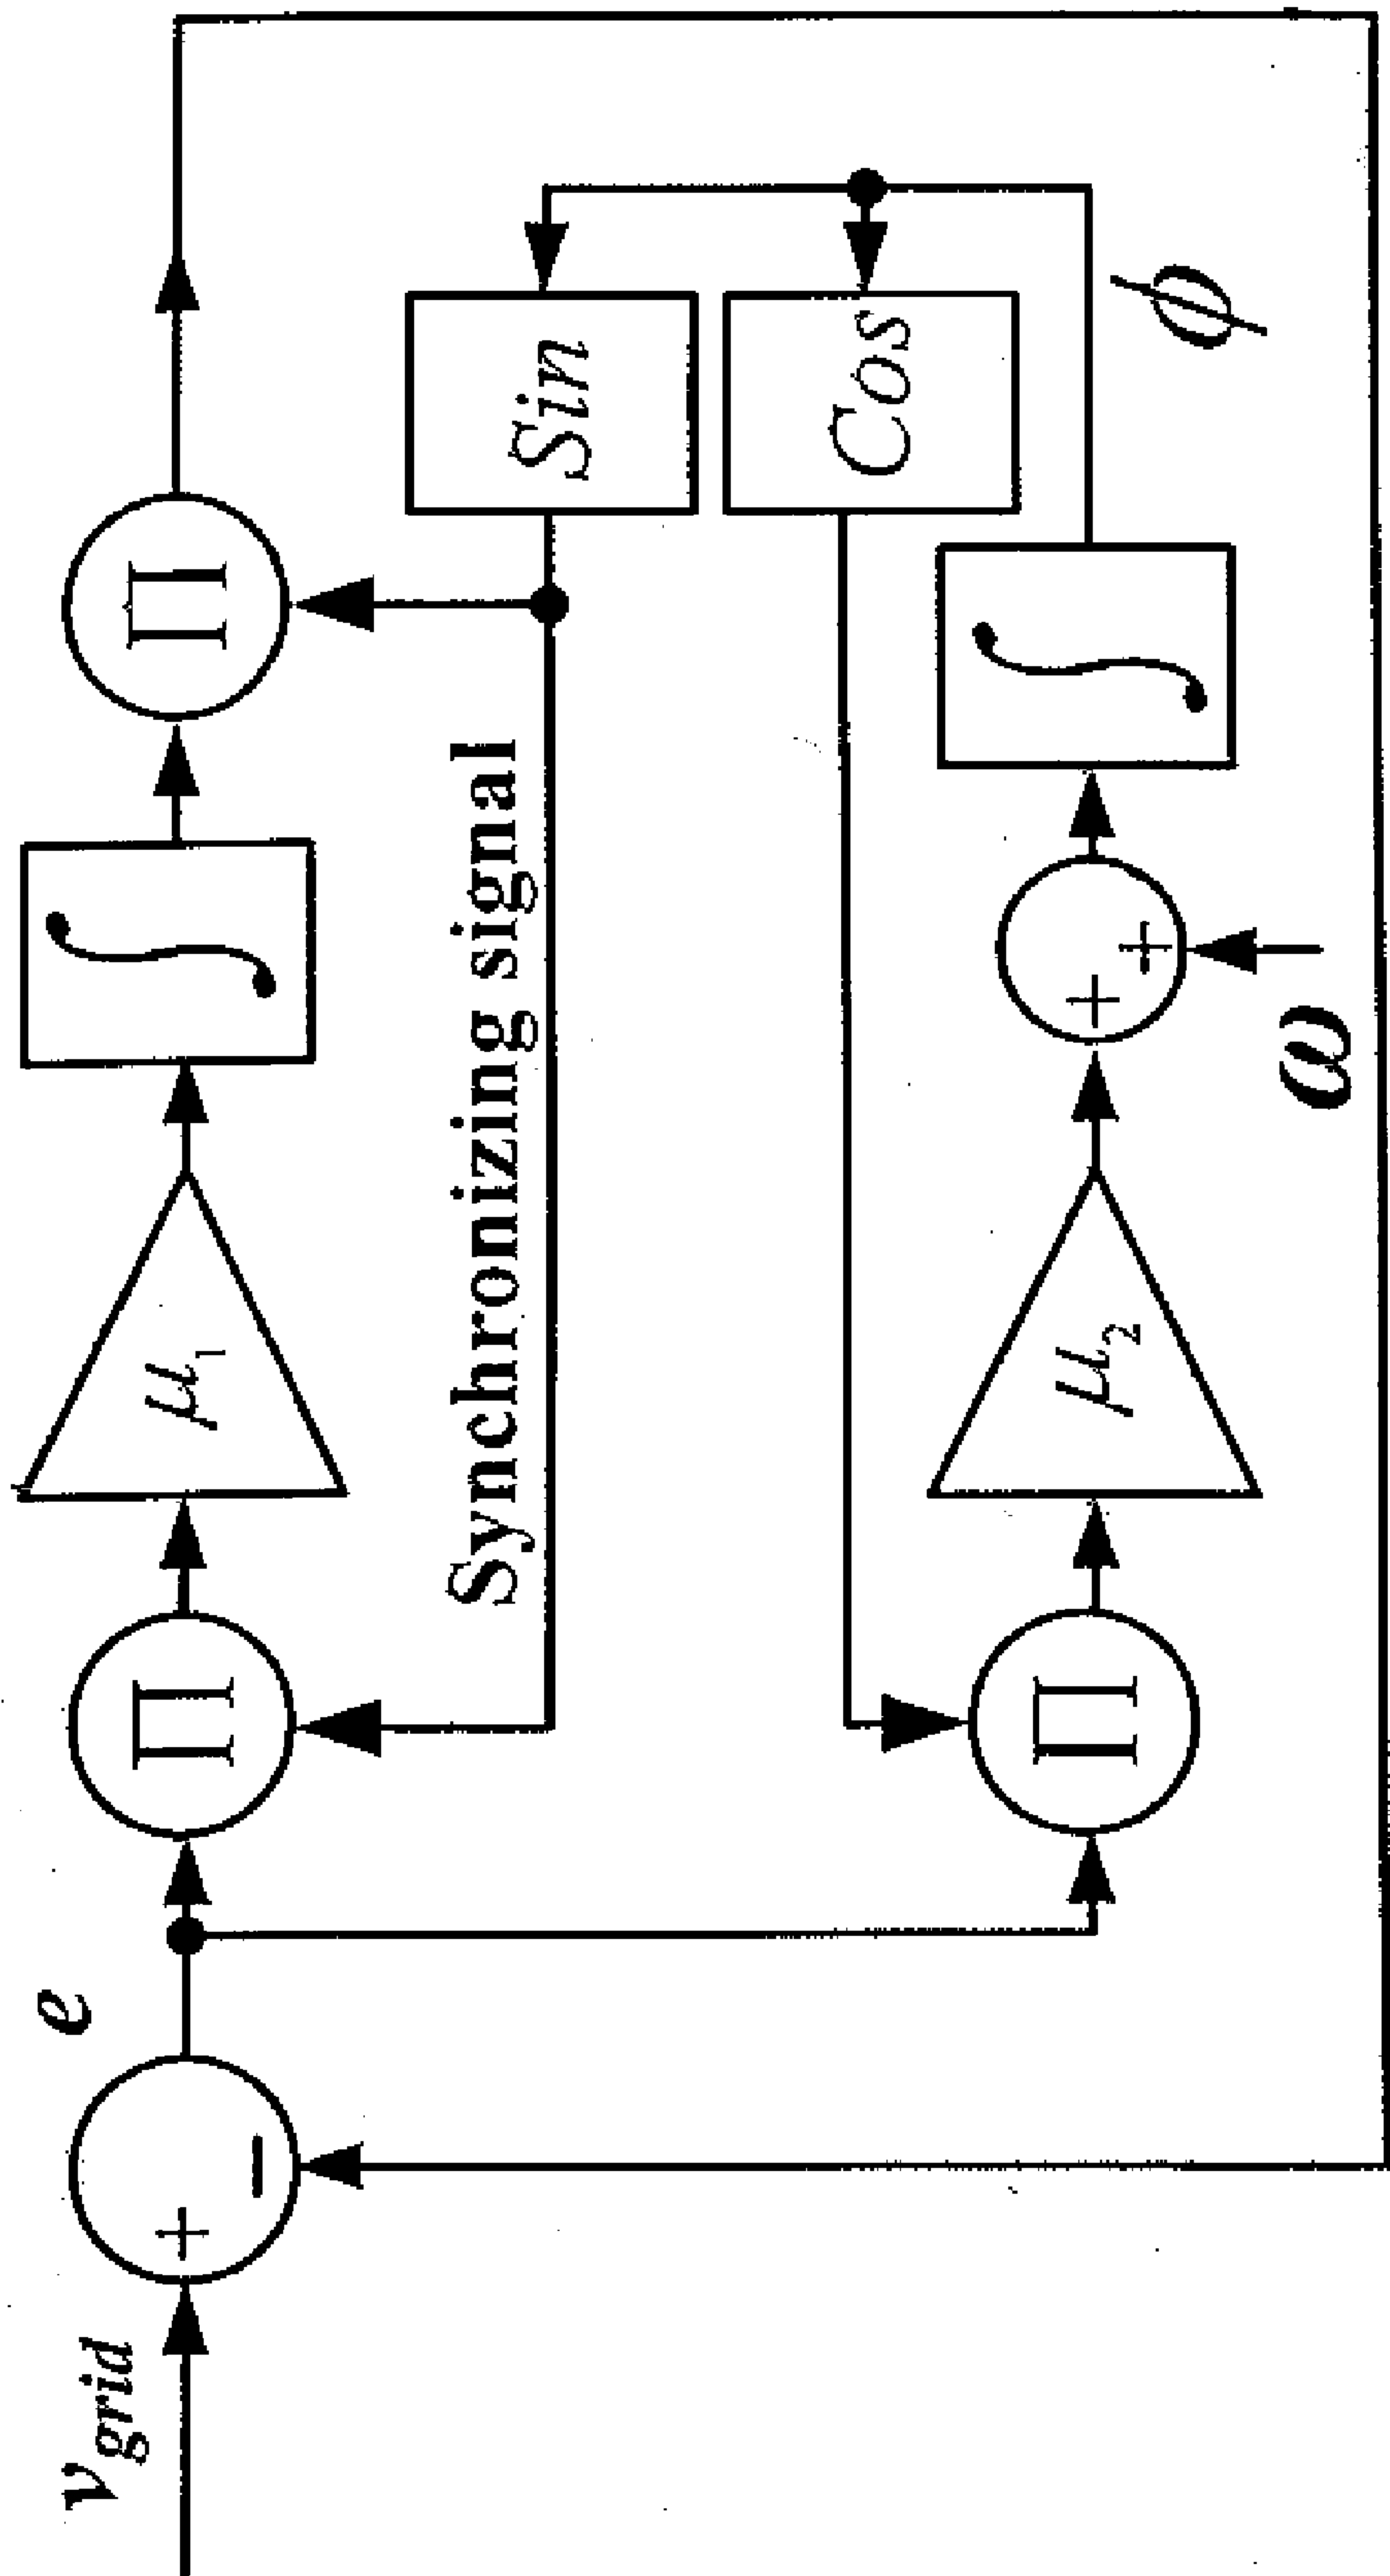 v_grid
+
−
e
∏
μ₁
∫
∏
Synchronizing signal
Sin
Cos
∏
μ₂
+
+
ω
∫
ϕ